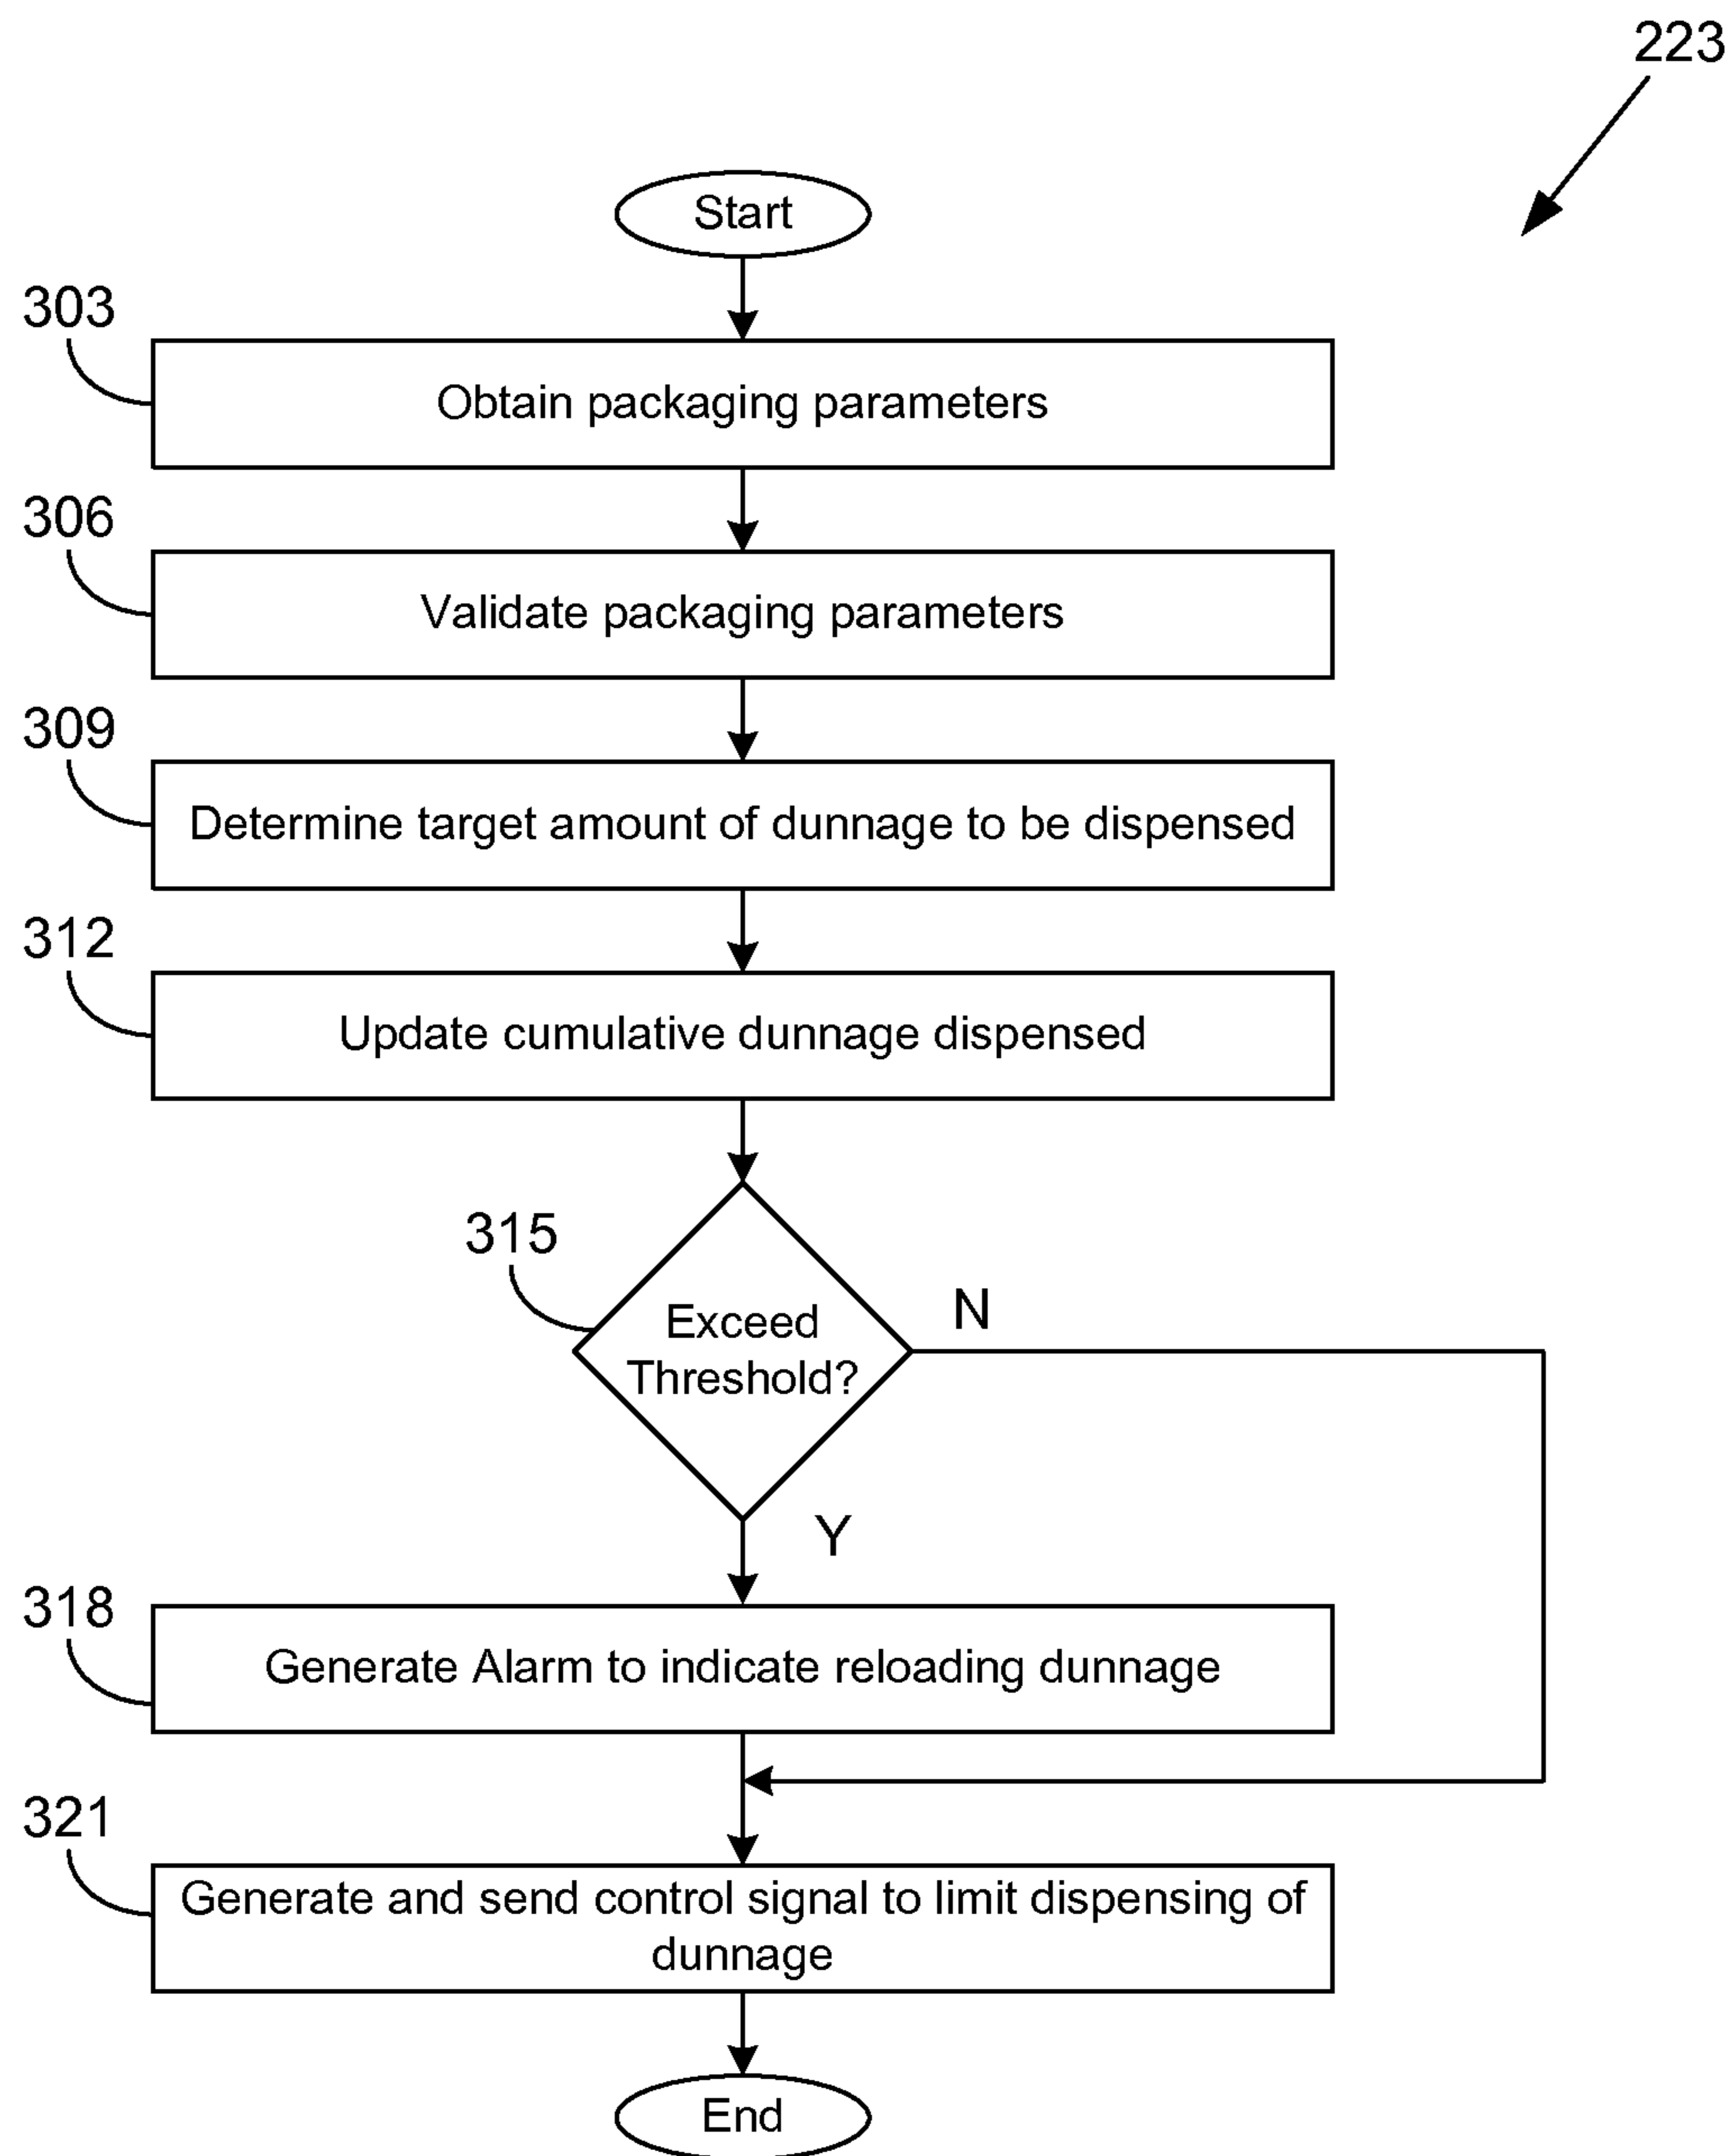 223
Start
303
Obtain packaging parameters
306
Validate packaging parameters
309
Determine target amount of dunnage to be dispensed
312
Update cumulative dunnage dispensed
315
Exceed
Threshold?
N
Y
318
Generate Alarm to indicate reloading dunnage
321
Generate and send control signal to limit dispensing of
dunnage
End